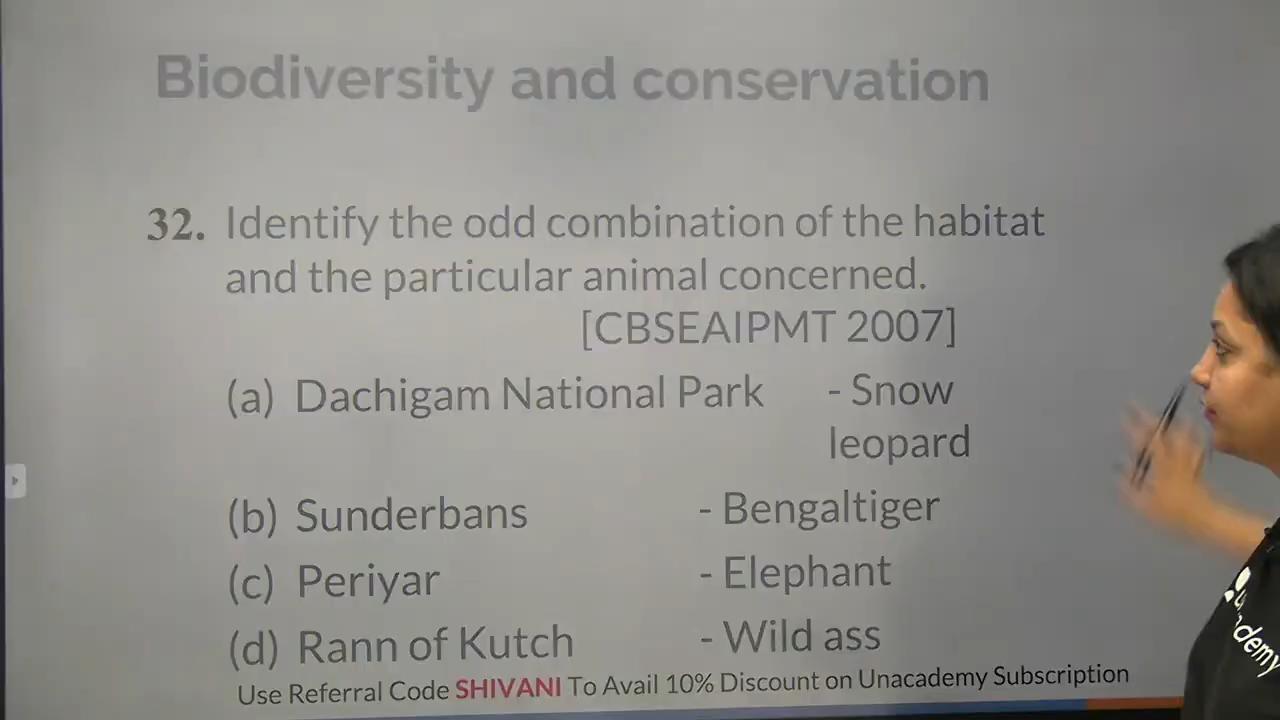 Biodiversity and conservation
32. Identify the odd combination of the habitat
and the particular animal concerned.
[CBSEAIPMT 2007]
(a) Dachigam National Park - Snow
leopard
(b) Sunderbans - Bengaltiger
(c) Periyar - Elephant
(d) Rann of Kutch - Wild ass
Use Referral Code SHIVANI To Avail 10% Discount on Unacademy Subscription